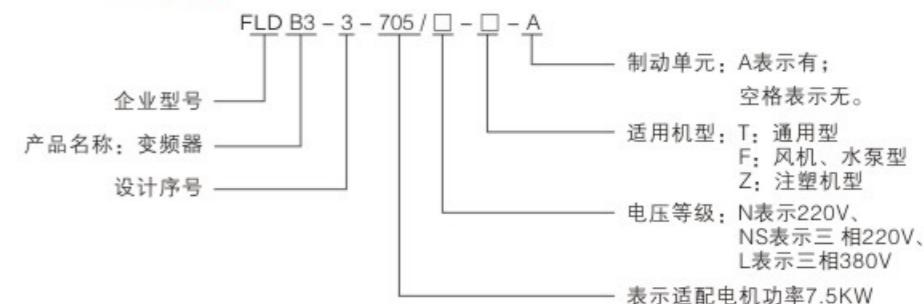 FLD B3 - 3 - 705 / □ - □ - A
制动单元：A表示有；
空格表示无。
企业型号
适用机型：T：通用型
产品名称：变频器
F：风机、水泵型
Z：注塑机型
设计序号
电压等级：N表示220V、
NS表示三 相220V、
L表示三相380V
表示适配电机功率7.5KW